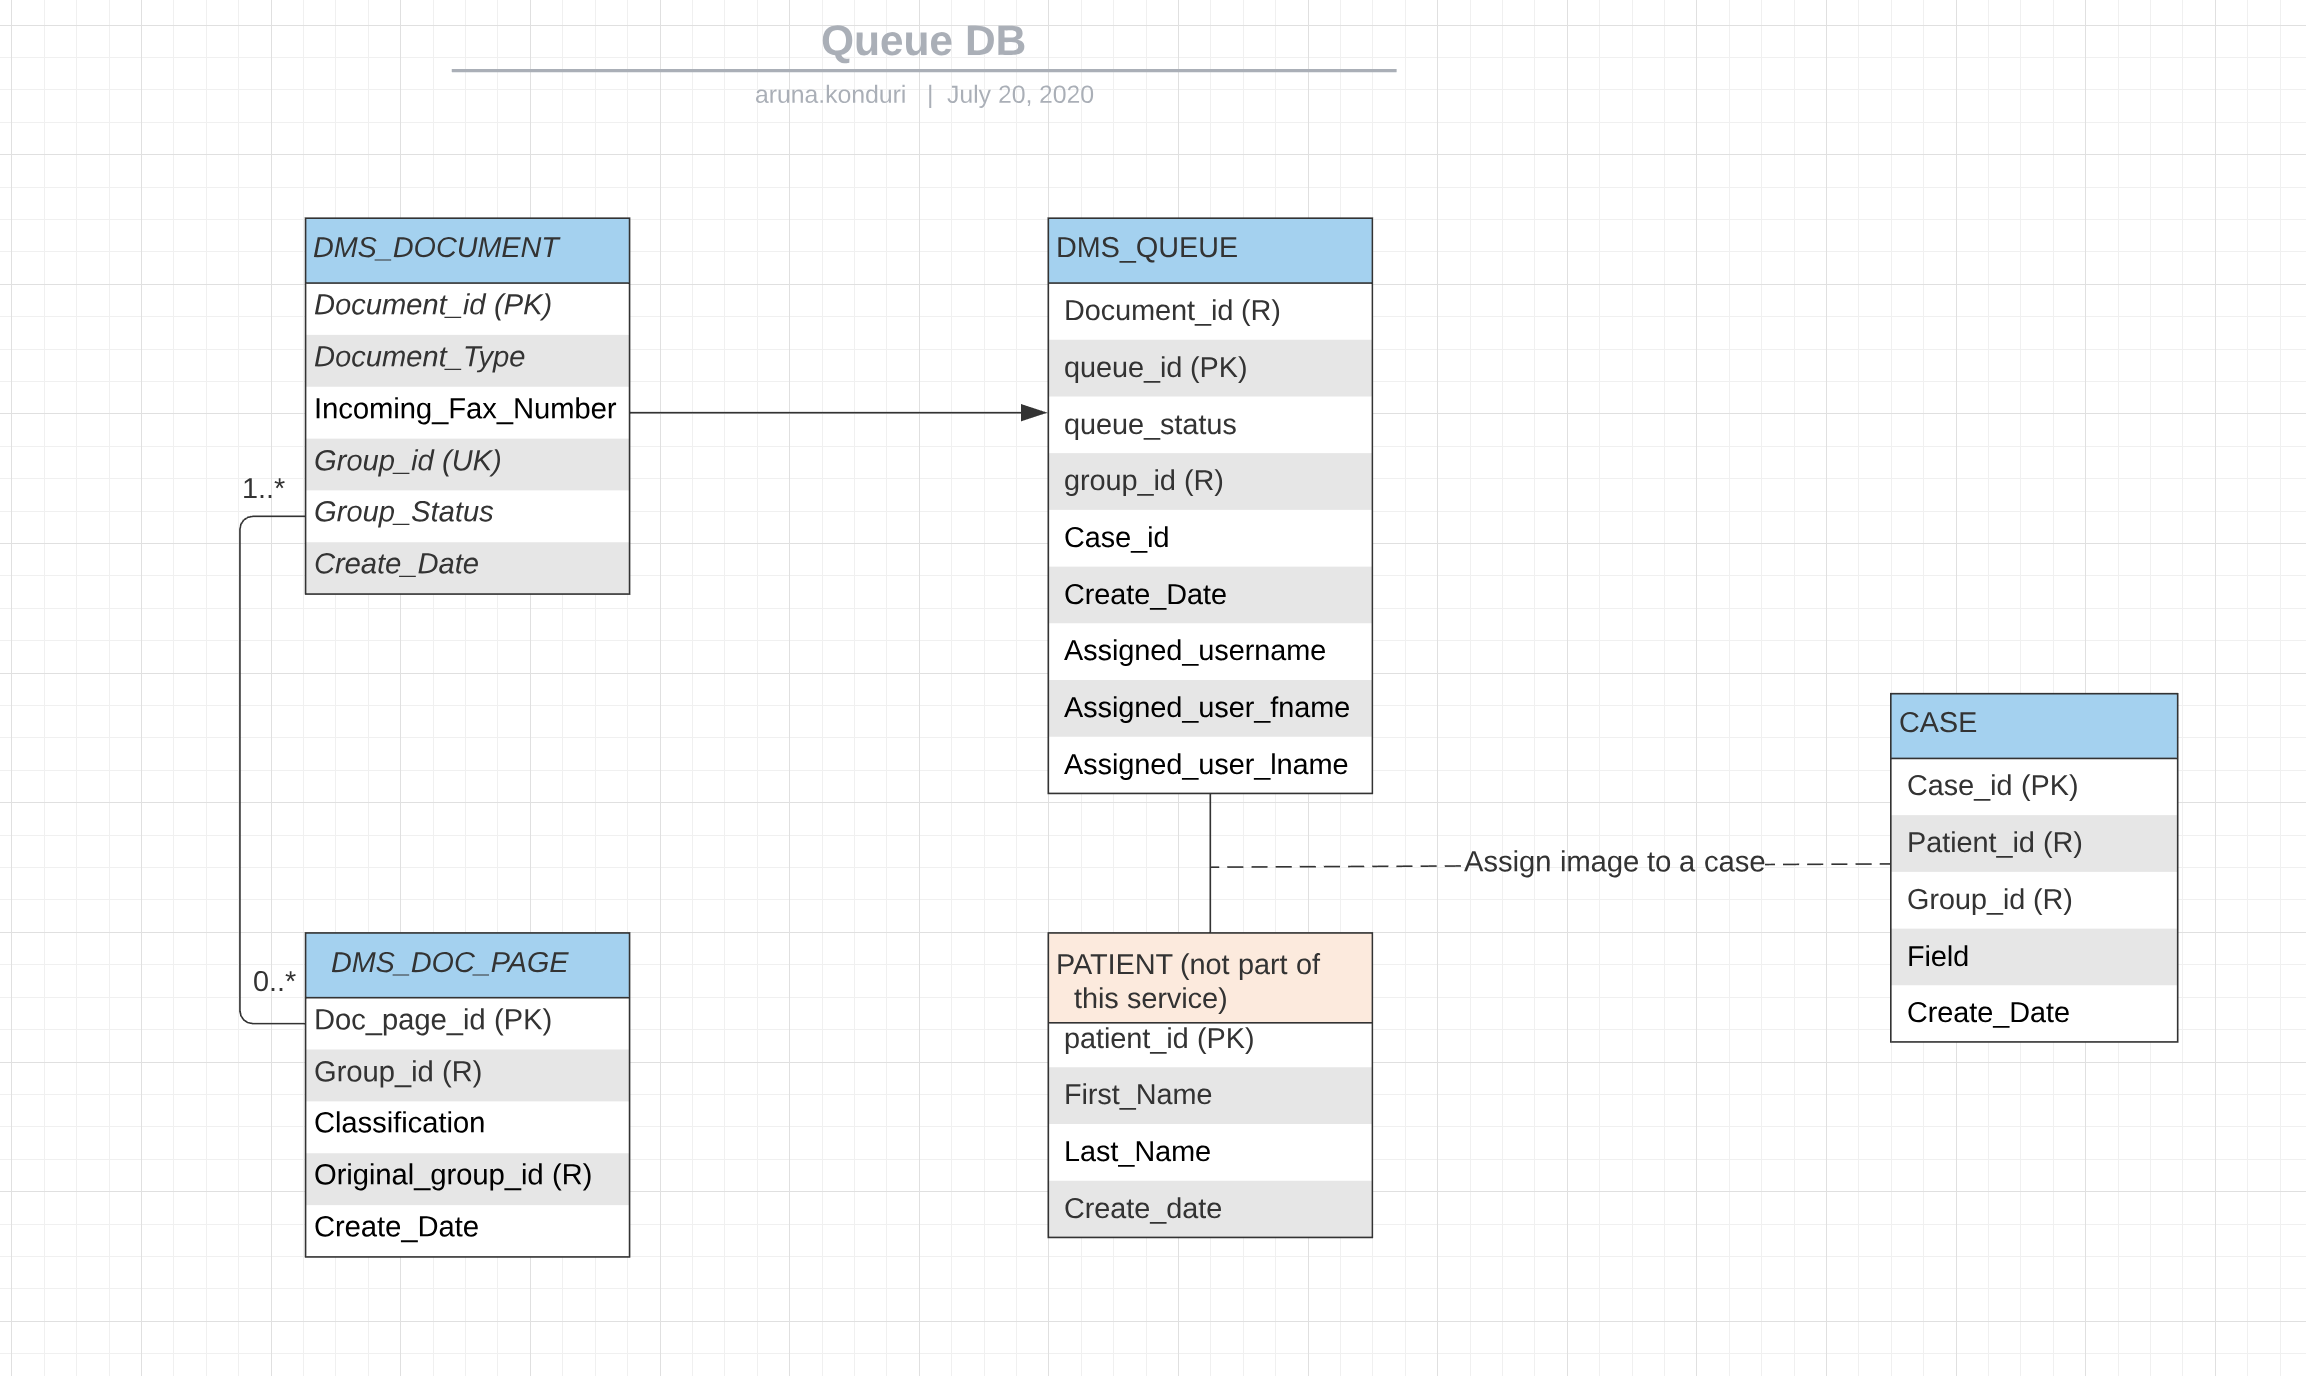 Queue DB
aruna.konduri | July 20, 2020
DMS_DOCUMENT
Document_id (PK)
Document_Type
Incoming_Fax_Number
Group_id (UK)
Group_Status
Create_Date
1..*
0..*
DMS_DOC_PAGE
Doc_page_id (PK)
Group_id (R)
Classification
Original_group_id (R)
Create_Date
DMS_QUEUE
Document_id (R)
queue_id (PK)
queue_status
group_id (R)
Case_id
Create_Date
Assigned_username
Assigned_user_fname
Assigned_user_lname
Assign image to a case
PATIENT (not part of
this service)
patient_id (PK)
First_Name
Last_Name
Create_date
CASE
Case_id (PK)
Patient_id (R)
Group_id (R)
Field
Create_Date